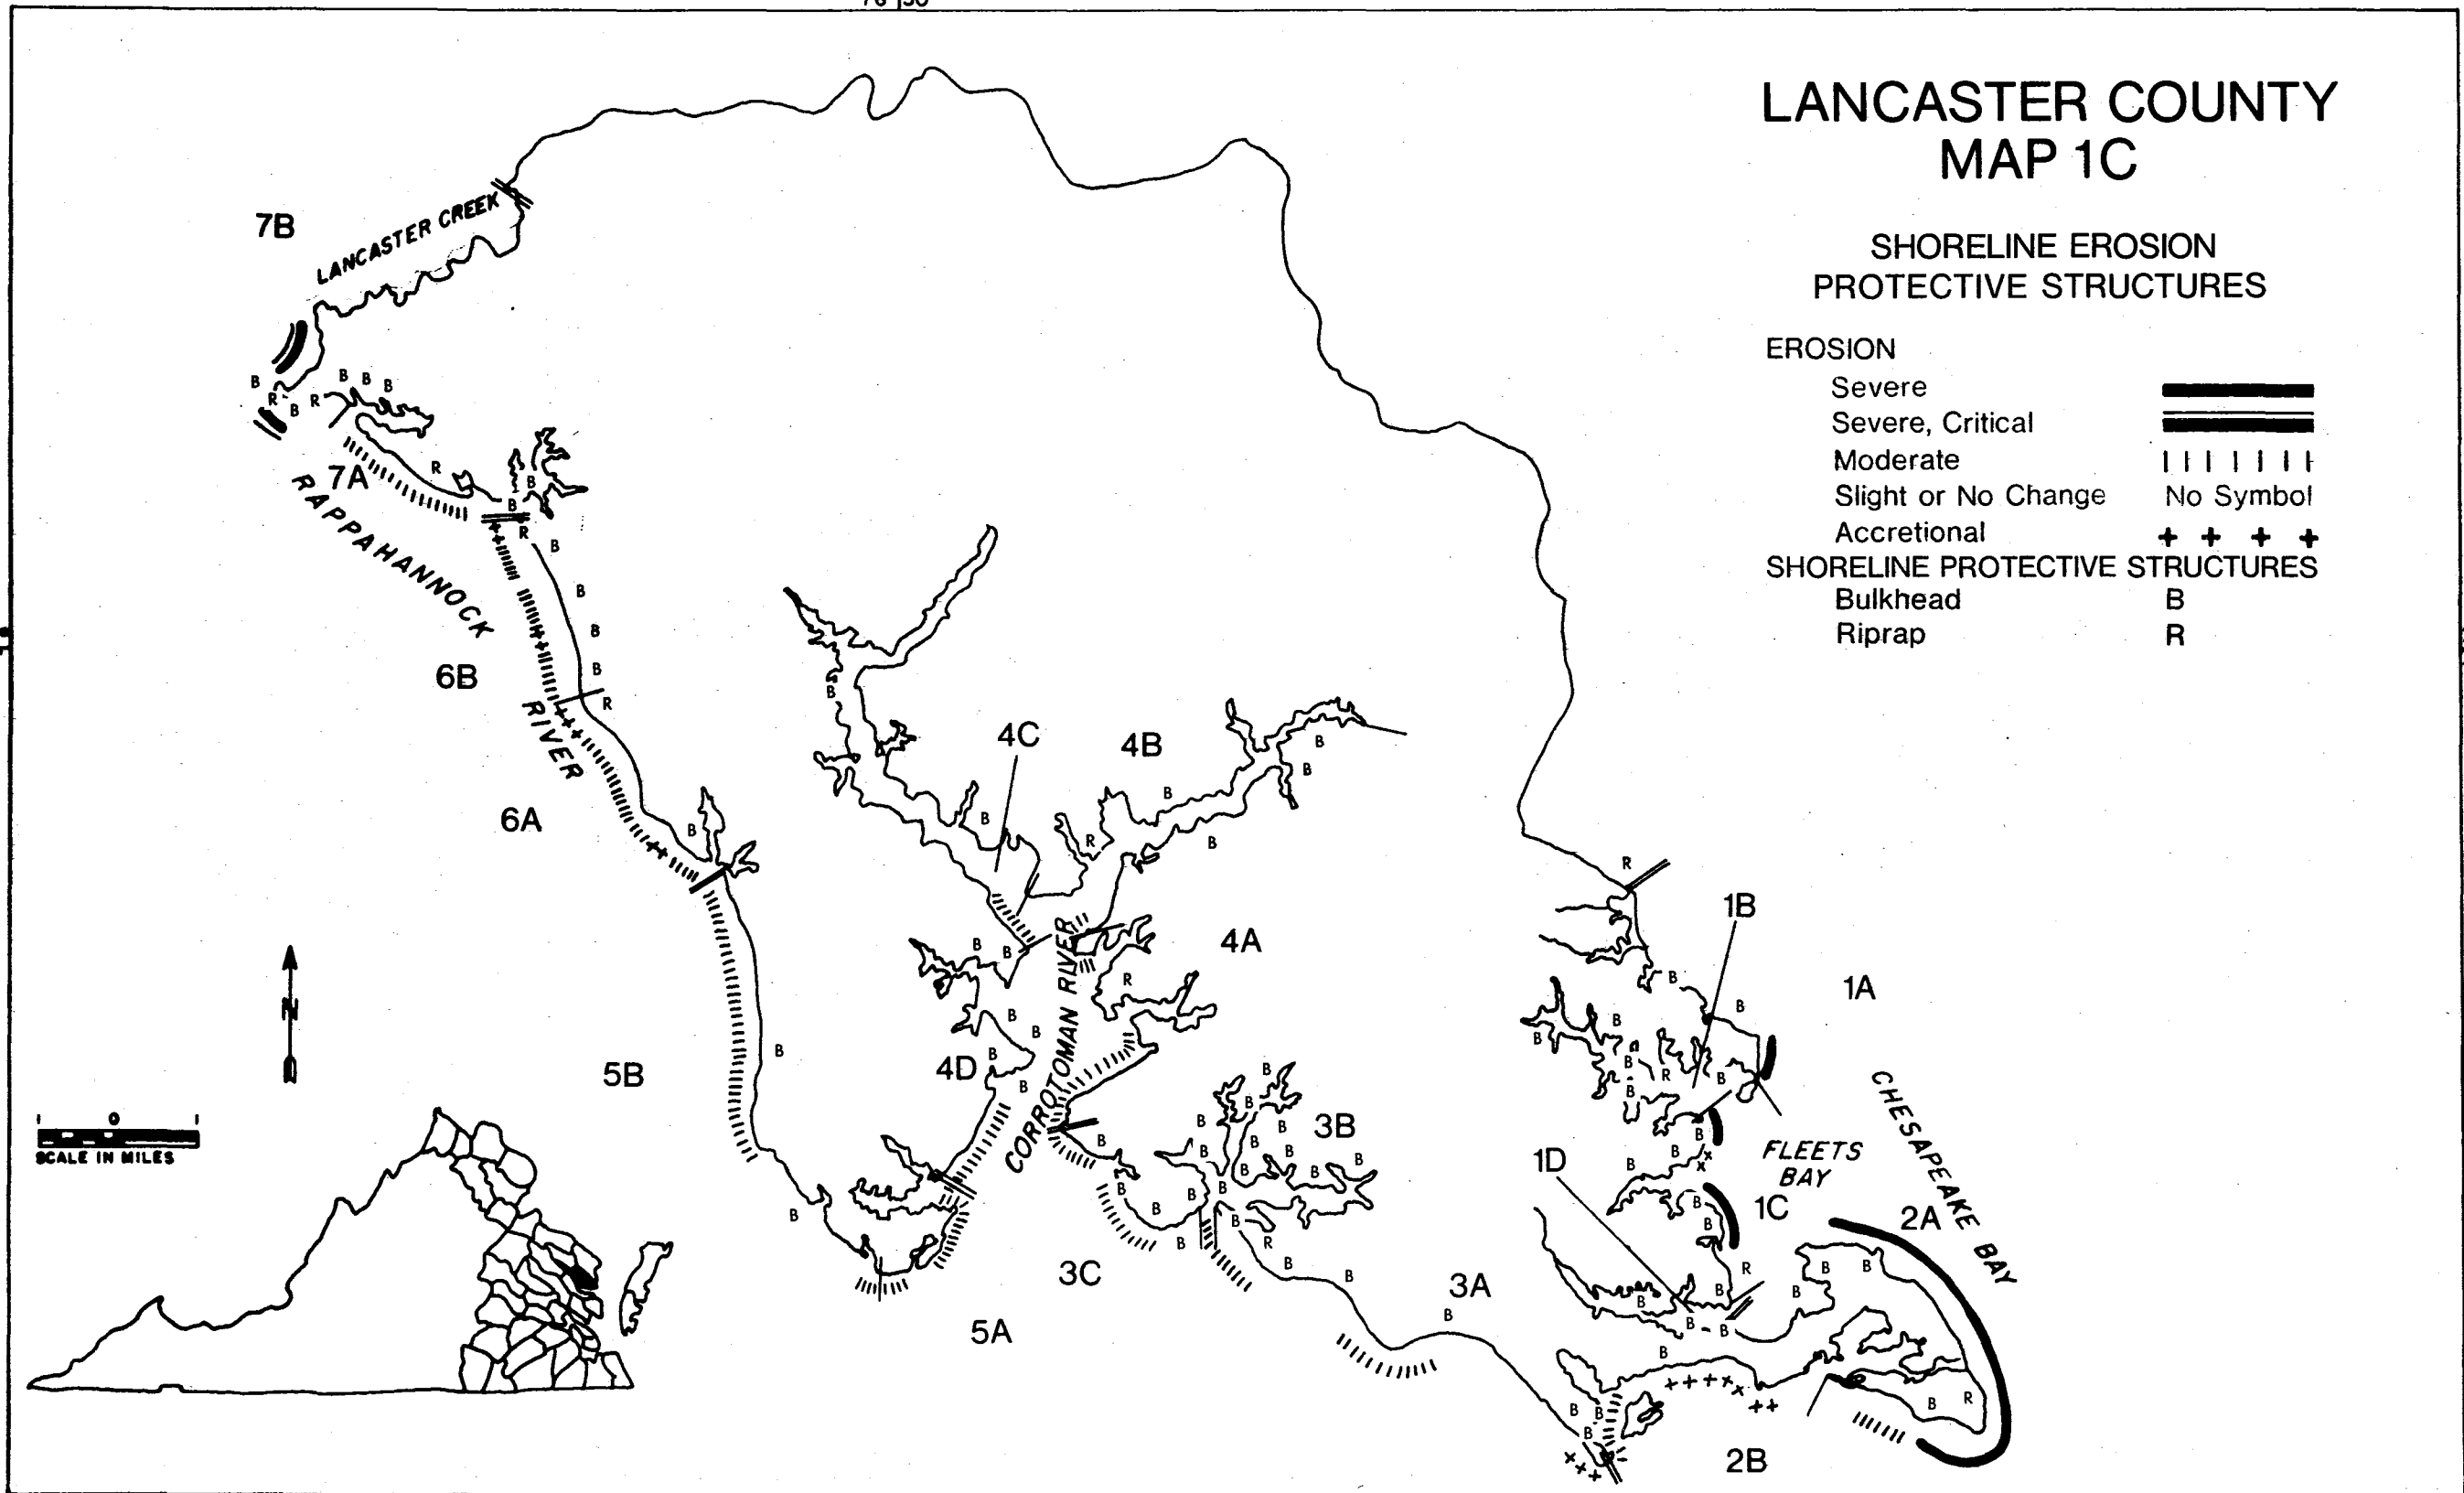 LANCASTER COUNTY
MAP 1C
SHORELINE EROSION
PROTECTIVE STRUCTURES
EROSION
Severe
Severe, Critical
Moderate
Slight or No Change No Symbol
Accretional
SHORELINE PROTECTIVE STRUCTURES
Bulkhead B
Riprap R
7B
LANCASTER CREEK
B
B B B
R B R
7A
R
B
B
RAPPAHANNOCK
R
B
B
B
B
6B
R
RIVER
6A
B
B
4C
4B
B
B
B
B
R
B
R
1B
B
B
4A
R
1A
B
B
5B
B
B
B
B
4D
B
CORROTOMAN RIVER
B
B
B
B
R
B
B
CHESAPEAKE BAY
N
0
SCALE IN MILES
B
B
B
3B
B
B
B
B
B
B
B
B
B
B
B
B
R
FLEETS
BAY
1D
B
B
B
1C
B
B
2A
3C
B
B
3A
B
5A
R
B
B
B
B
B
B
B
B
B
B
B
B
R
2B